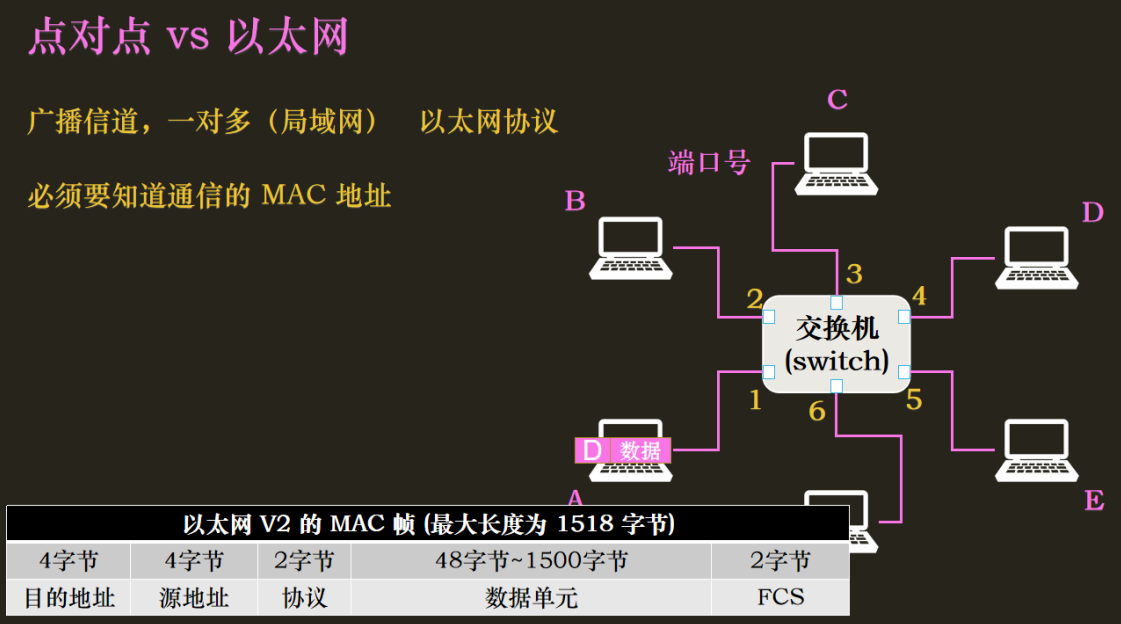 点对点 vs 以太网
广播信道，一对多（局域网） 以太网协议
必须要知道通信的 MAC 地址
C
端口号
B
D
3
2
4
交换机
(switch)
1
6
5
D 数据
A
E
以太网 V2 的 MAC 帧 (最大长度为 1518 字节)
4字节 4字节 2字节 48字节~1500字节 2字节
目的地址 源地址 协议 数据单元 FCS